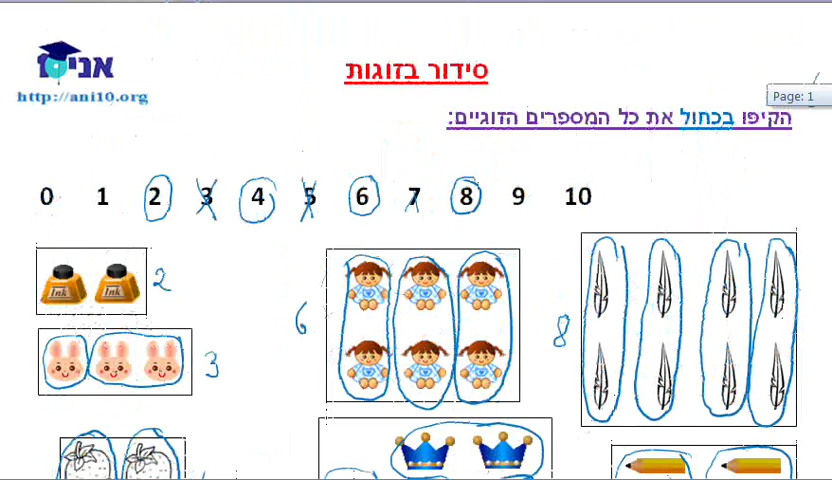 אני10
http://ani10.org
סידור בזוגות
Page: 1
הקיפו בכחול את כל המספרים הזוגיים:
0 1 2 3 4 5 6 7 8 9 10
Ink Ink 2
6
8
3